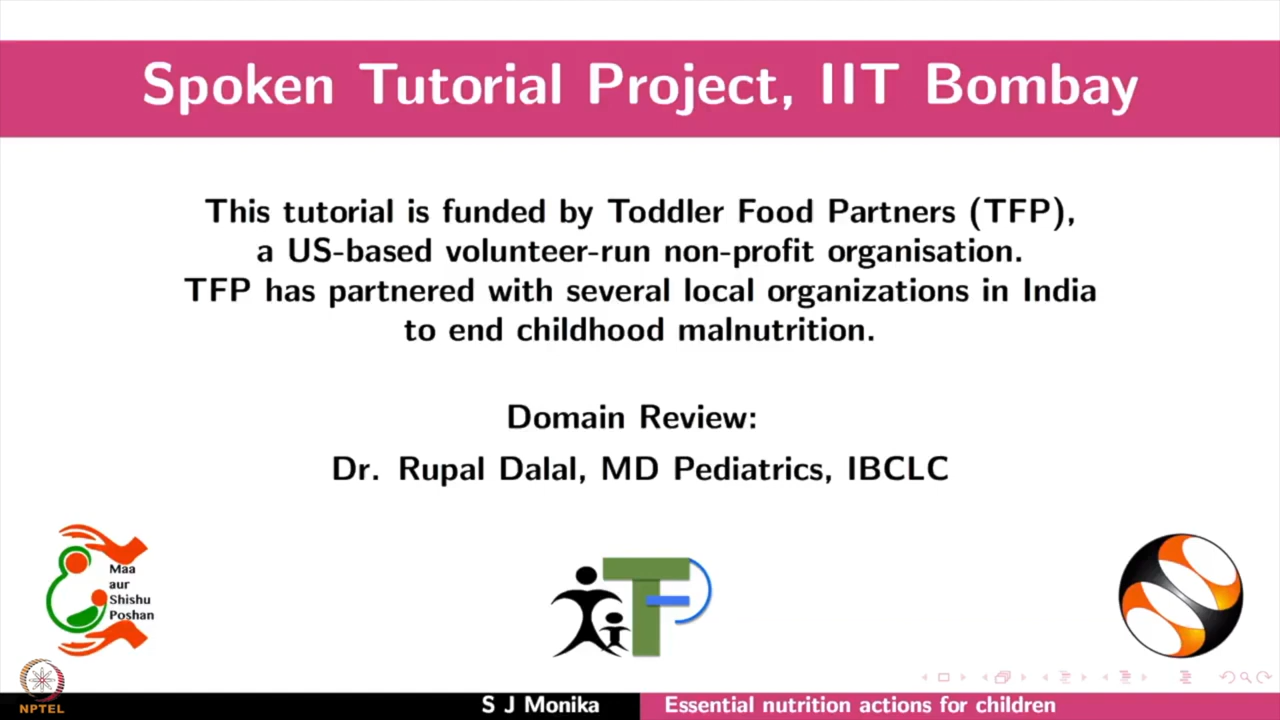 Spoken Tutorial Project, IIT Bombay
This tutorial is funded by Toddler Food Partners (TFP),
a US-based volunteer-run non-profit organisation.
TFP has partnered with several local organizations in India
to end childhood malnutrition.
Domain Review:
Dr. Rupal Dalal, MD Pediatrics, IBCLC
Maa
aur
Shishu
Poshan
T
NPTEL
S J Monika
Essential nutrition actions for children